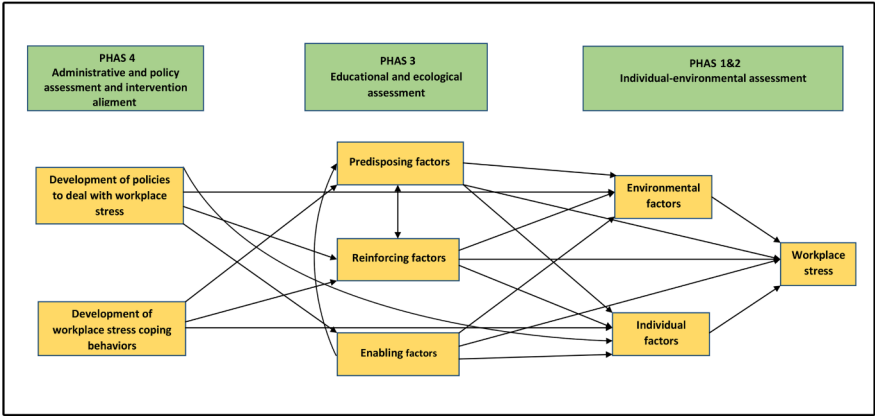 PHAS 4
Administrative and policy
assessment and intervention
aligment
PHAS 3
Educational and ecological
assessment
PHAS 1&2
Individual-environmental assessment
Predisposing factors
Development of policies
to deal with workplace
stress
Environmental
factors
Reinforcing factors
Workplace
stress
Development of
workplace stress coping
behaviors
Individual
factors
Enabling factors